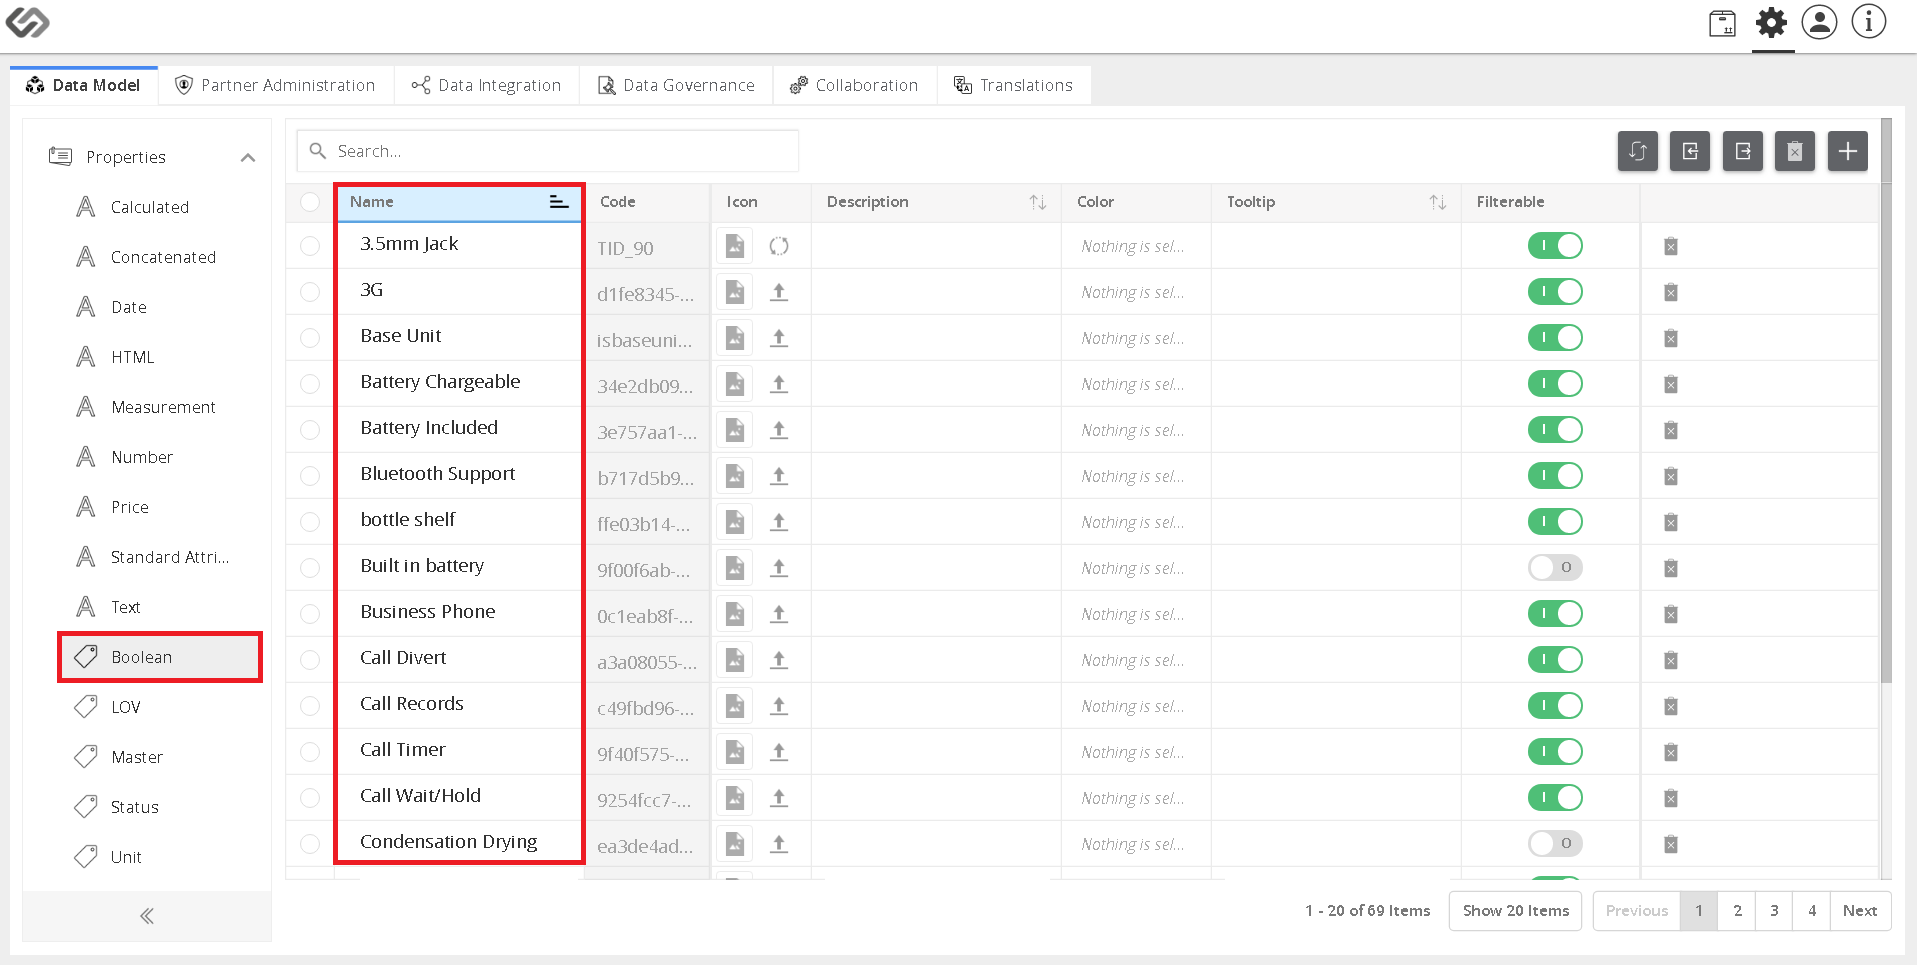 Data Model
Partner Administration
Data Integration
Data Governance
Collaboration
Translations
Properties
Calculated
Concatenated
Date
HTML
Measurement
Number
Price
Standard Attri...
Text
Boolean
LOV
Master
Status
Unit
Search...
Name Code Icon Description Color Tooltip Filterable
3.5mm Jack TID_90 Nothing is sel...
3G d1fe8345-... Nothing is sel...
Base Unit isbaseuni... Nothing is sel...
Battery Chargeable 34e2db09... Nothing is sel...
Battery Included 3e757aa1-... Nothing is sel...
Bluetooth Support b717d5b9... Nothing is sel...
bottle shelf ffe03b14-... Nothing is sel...
Built in battery 9f00f6ab-... Nothing is sel...
Business Phone 0c1eab8f-... Nothing is sel...
Call Divert a3a08055-... Nothing is sel...
Call Records c49fbd96-... Nothing is sel...
Call Timer 9f40f575-... Nothing is sel...
Call Wait/Hold 9254fcc7-... Nothing is sel...
Condensation Drying ea3de4ad... Nothing is sel...
1 - 20 of 69 Items Show 20 Items Previous 1 2 3 4 Next